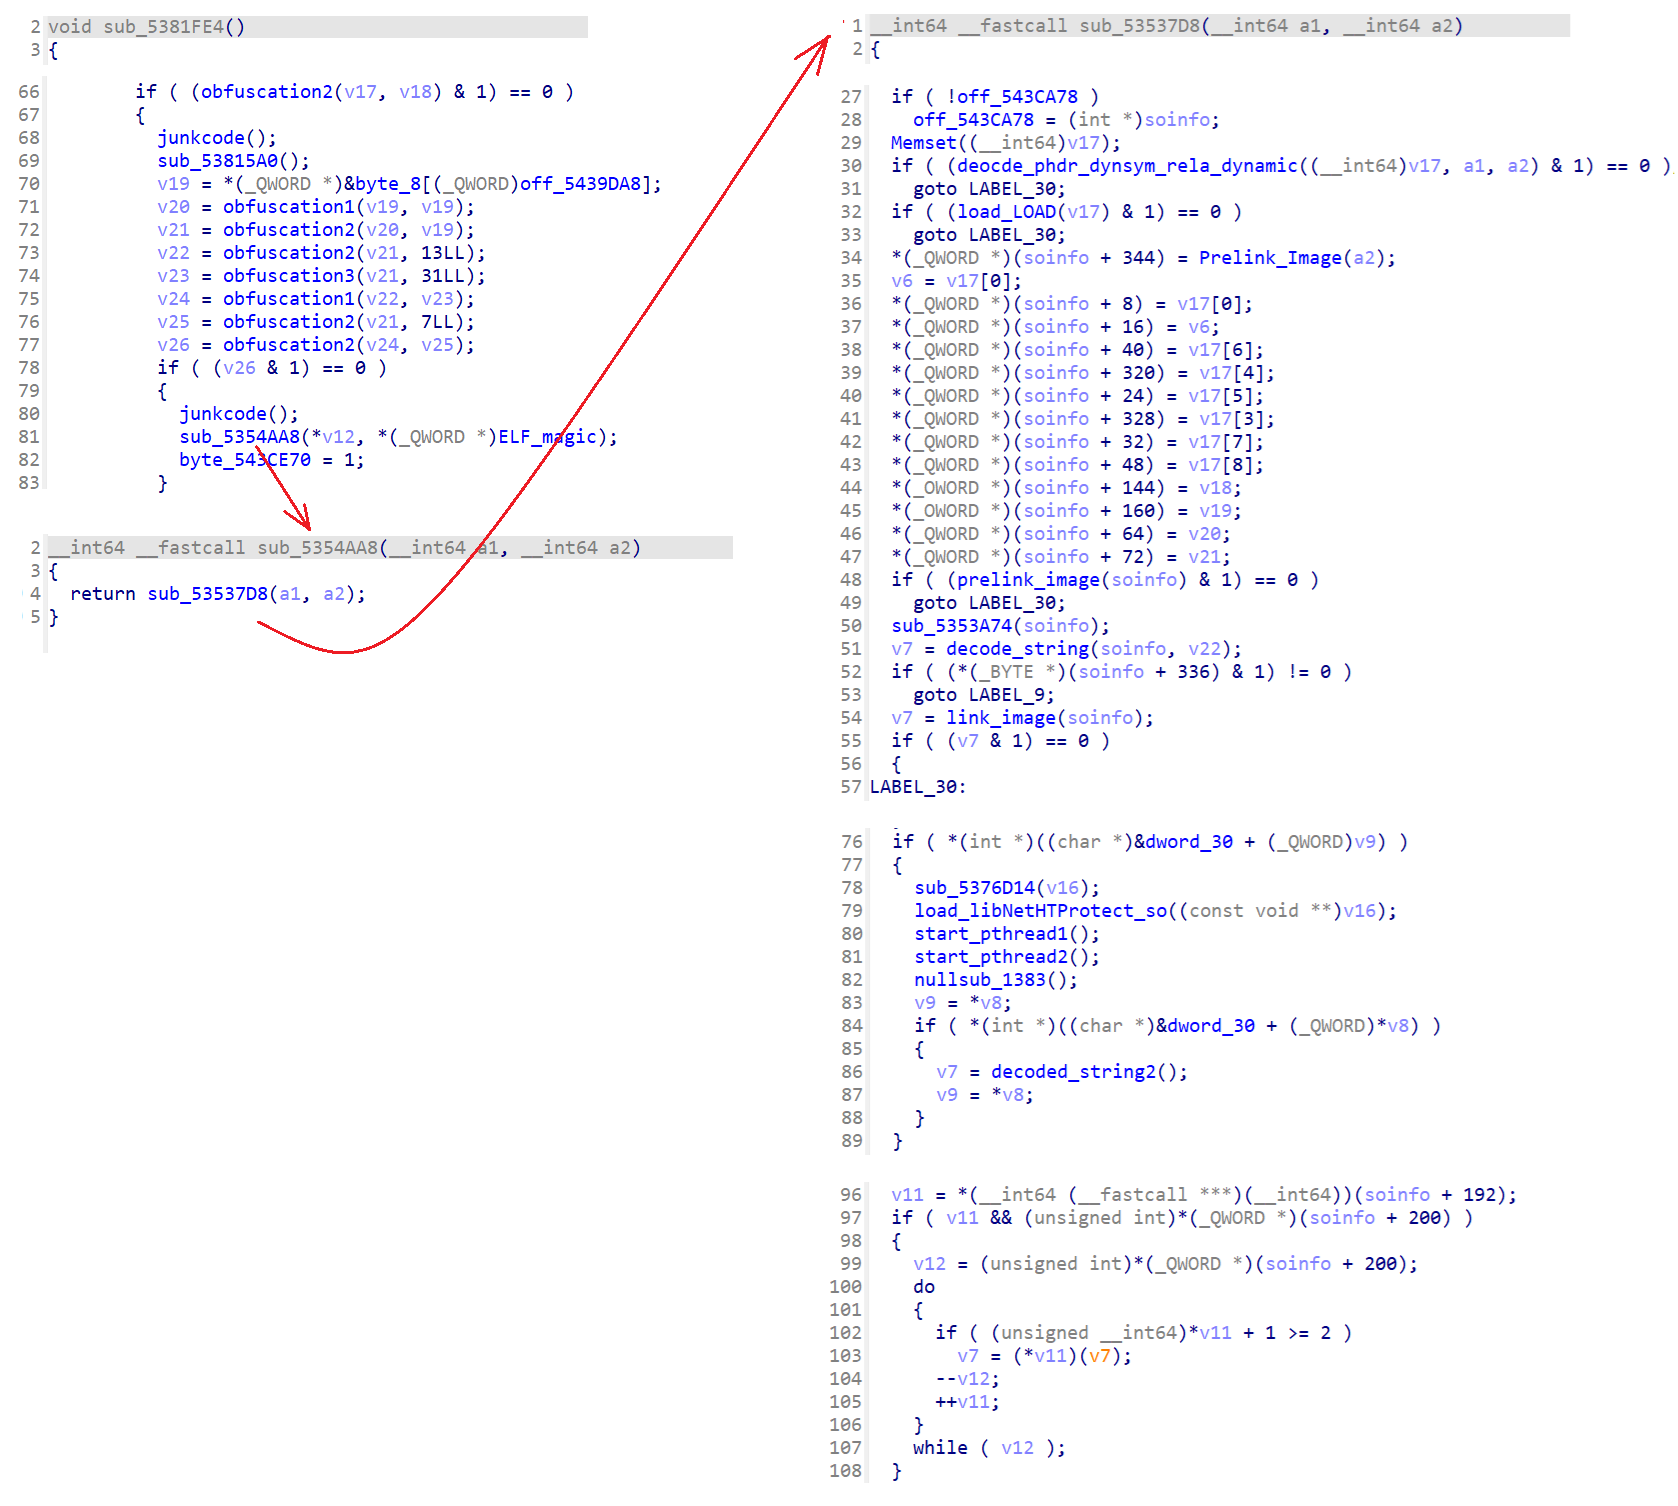 2 void sub_5381FE4()
3 {
66 if ( (obfuscation2(v17, v18) & 1) == 0 )
67 {
68 junkcode();
69 sub_53815A0();
70 v19 = *(_QWORD *)&byte_8[(_QWORD)off_5439DA8];
71 v20 = obfuscation1(v19, v19);
72 v21 = obfuscation2(v20, v19);
73 v22 = obfuscation2(v21, 13LL);
74 v23 = obfuscation3(v21, 31LL);
75 v24 = obfuscation1(v22, v23);
76 v25 = obfuscation2(v21, 7LL);
77 v26 = obfuscation2(v24, v25);
78 if ( (v26 & 1) == 0 )
79 {
80 junkcode();
81 sub_5354AA8(*v12, *(_QWORD *)ELF_magic);
82 byte_543CE70 = 1;
83 }
2 __int64 __fastcall sub_5354AA8(__int64 a1, __int64 a2)
3 {
4 return sub_53537D8(a1, a2);
5 }
1 __int64 __fastcall sub_53537D8(__int64 a1, __int64 a2)
2 {
27 if ( !off_543CA78 )
28 off_543CA78 = (int *)soinfo;
29 Memset((__int64)v17);
30 if ( (deocde_phdr_dynsym_rela_dynamic((__int64)v17, a1, a2) & 1) == 0 )
31 goto LABEL_30;
32 if ( (load_LOAD(v17) & 1) == 0 )
33 goto LABEL_30;
34 *(_QWORD *)(soinfo + 344) = Prelink_Image(a2);
35 v6 = v17[0];
36 *(_QWORD *)(soinfo + 8) = v17[0];
37 *(_QWORD *)(soinfo + 16) = v6;
38 *(_QWORD *)(soinfo + 40) = v17[6];
39 *(_QWORD *)(soinfo + 320) = v17[4];
40 *(_QWORD *)(soinfo + 24) = v17[5];
41 *(_QWORD *)(soinfo + 328) = v17[3];
42 *(_QWORD *)(soinfo + 32) = v17[7];
43 *(_QWORD *)(soinfo + 48) = v17[8];
44 *(_OWORD *)(soinfo + 144) = v18;
45 *(_OWORD *)(soinfo + 160) = v19;
46 *(_QWORD *)(soinfo + 64) = v20;
47 *(_QWORD *)(soinfo + 72) = v21;
48 if ( (prelink_image(soinfo) & 1) == 0 )
49 goto LABEL_30;
50 sub_5353A74(soinfo);
51 v7 = decode_string(soinfo, v22);
52 if ( (*(_BYTE *)(soinfo + 336) & 1) != 0 )
53 goto LABEL_9;
54 v7 = link_image(soinfo);
55 if ( (v7 & 1) == 0 )
56 {
57 LABEL_30:
76 if ( *(int *)((char *)&dword_30 + (_QWORD)v9) )
77 {
78 sub_5376D14(v16);
79 load_libNetHTProtect_so((const void **)v16);
80 start_pthread1();
81 start_pthread2();
82 nullsub_1383();
83 v9 = *v8;
84 if ( *(int *)((char *)&dword_30 + (_QWORD)*v8) )
85 {
86 v7 = decoded_string2();
87 v9 = *v8;
88 }
89 }
96 v11 = *(__int64 (__fastcall ***)(__int64))(soinfo + 192);
97 if ( v11 && (unsigned int)*(_QWORD *)(soinfo + 200) )
98 {
99 v12 = (unsigned int)*(_QWORD *)(soinfo + 200);
100 do
101 {
102 if ( (unsigned __int64)*v11 + 1 >= 2 )
103 v7 = (*v11)(v7);
104 --v12;
105 ++v11;
106 }
107 while ( v12 );
108 }